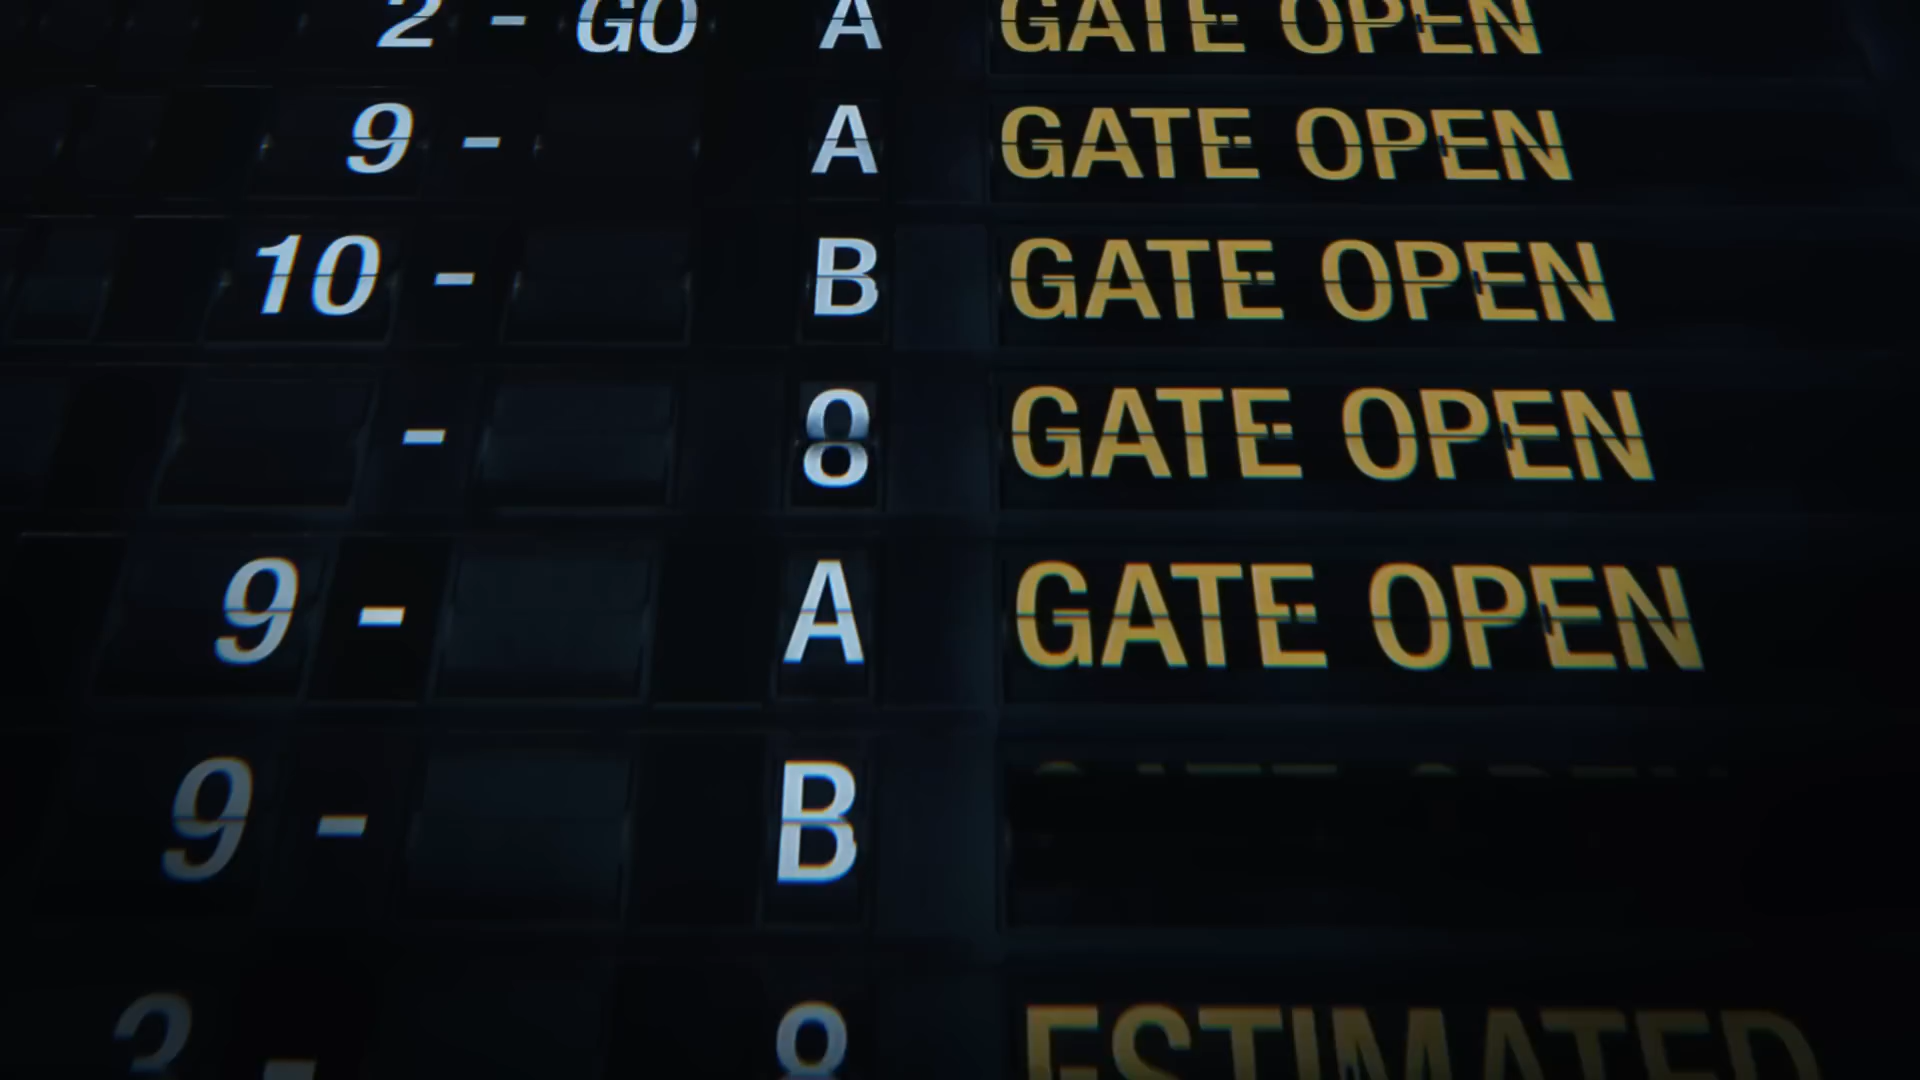 2 - GO A GATE OPEN
9 - A GATE OPEN
10 - B GATE OPEN
- 8 GATE OPEN
9 - A GATE OPEN
9 - B
3 - 8 ESTIMATED